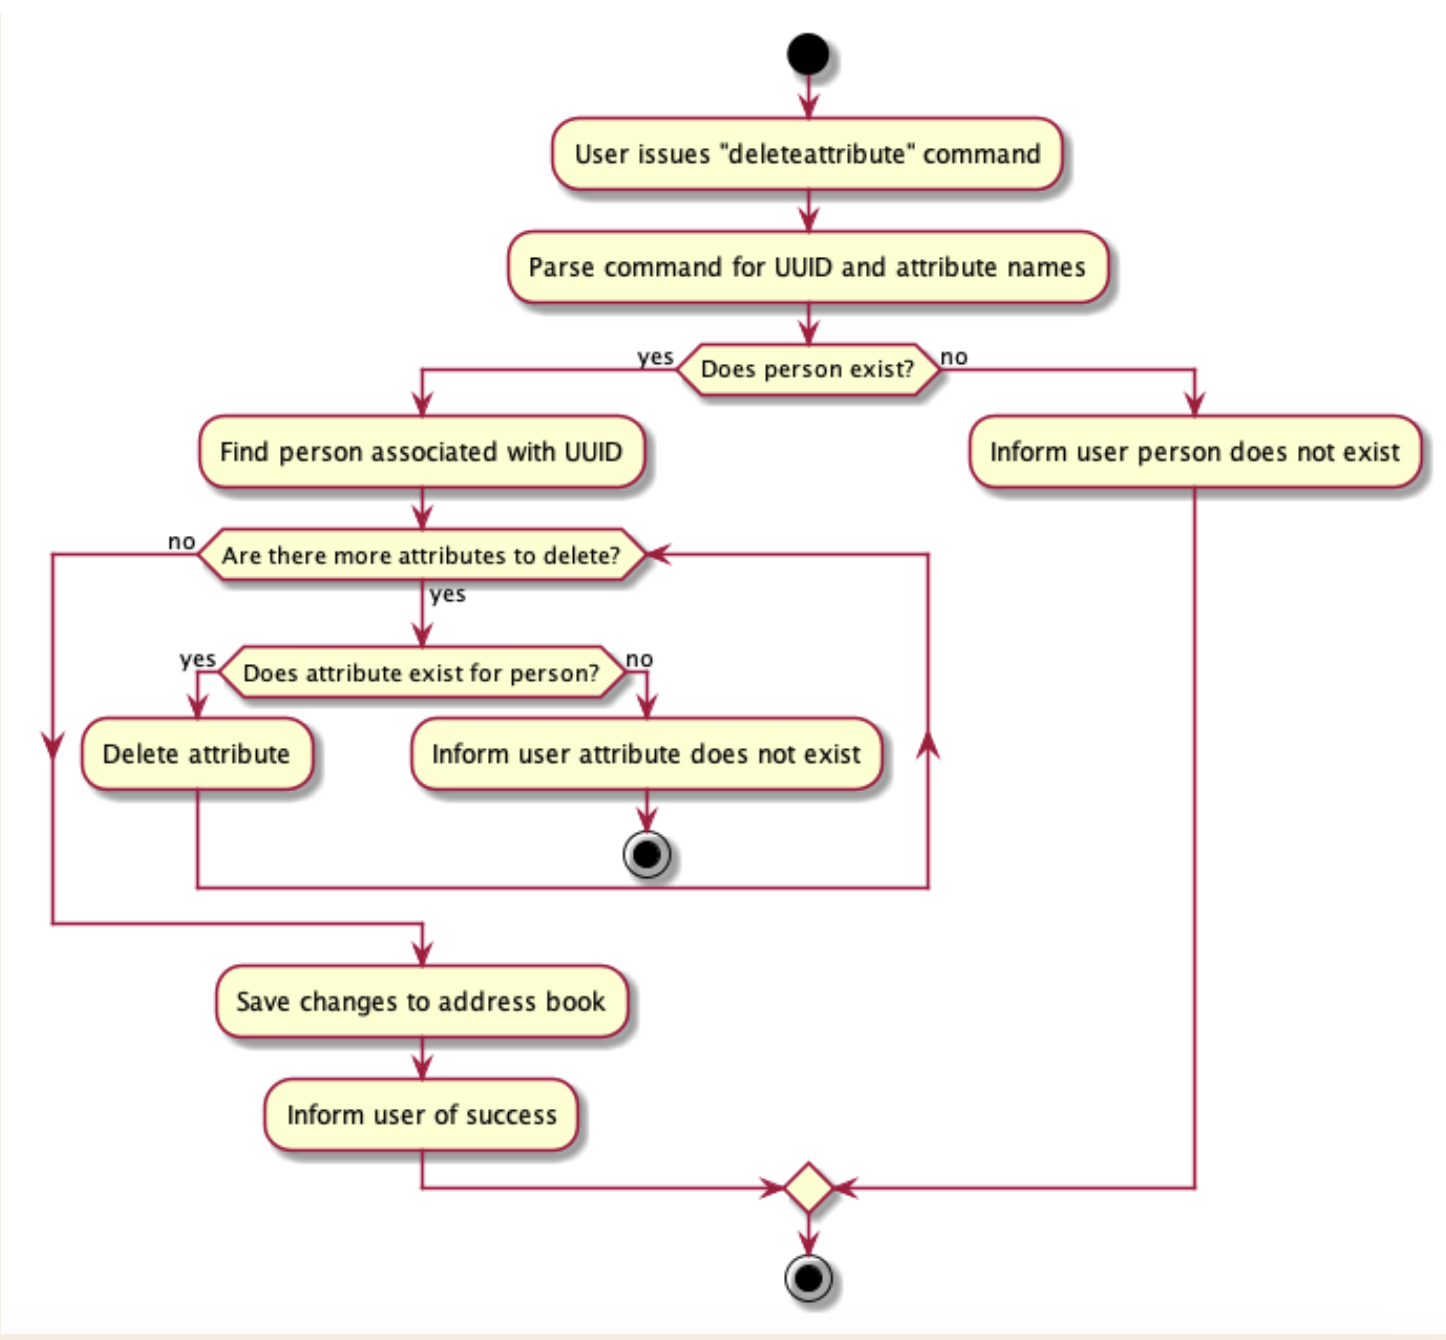 User issues "deleteattribute" command
Parse command for UUID and attribute names
yes
Does person exist?
no
Find person associated with UUID
Inform user person does not exist
no
Are there more attributes to delete?
yes
yes
Does attribute exist for person?
no
Delete attribute
Inform user attribute does not exist
Save changes to address book
Inform user of success